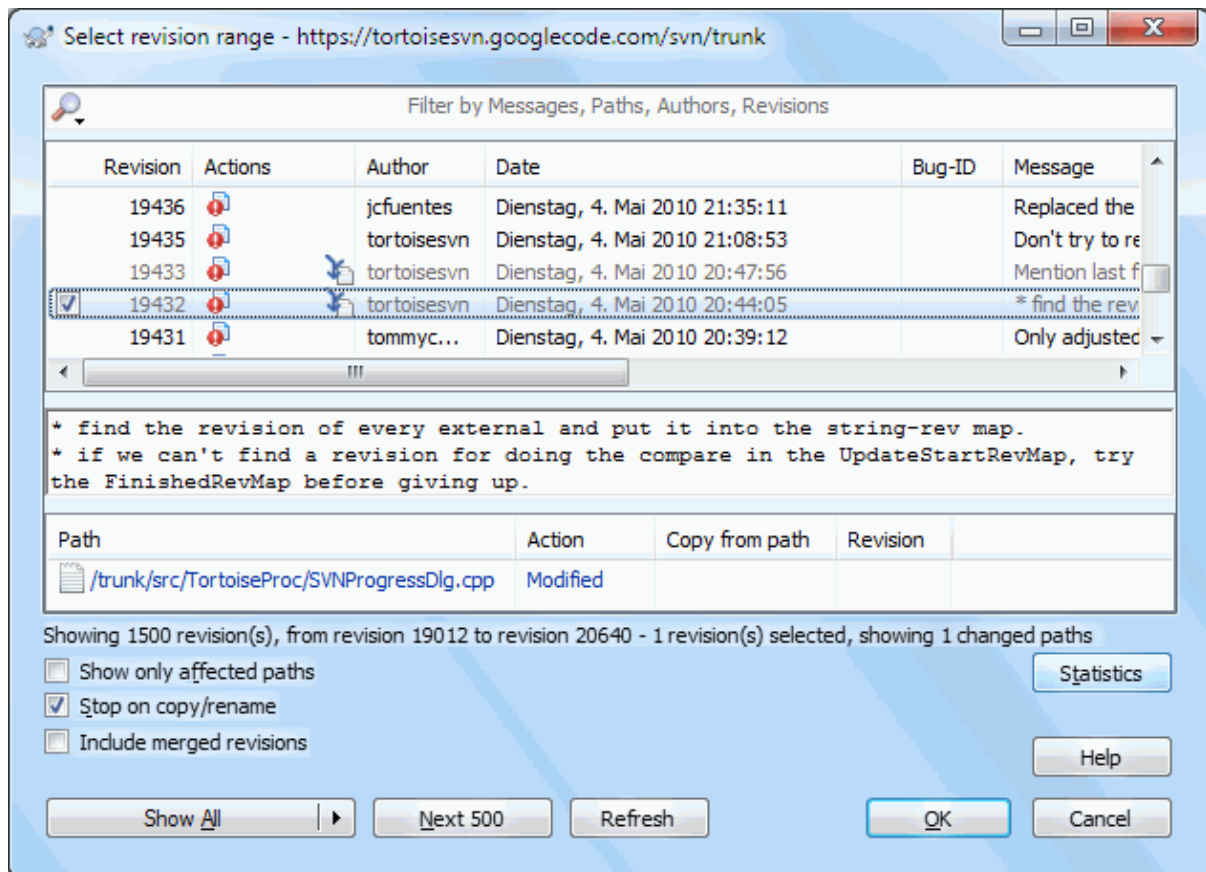 Select revision range - https://tortoisesvn.googlecode.com/svn/trunk
Filter by Messages, Paths, Authors, Revisions
Revision Actions Author Date Bug-ID Message
19436 jcfuentes Dienstag, 4. Mai 2010 21:35:11 Replaced the
19435 tortoisesvn Dienstag, 4. Mai 2010 21:08:53 Don't try to re
19433 tortoisesvn Dienstag, 4. Mai 2010 20:47:56 Mention last f
19432 tortoisesvn Dienstag, 4. Mai 2010 20:44:05 * find the rev
19431 tommyc... Dienstag, 4. Mai 2010 20:39:12 Only adjusted
* find the revision of every external and put it into the string-rev map.
* if we can't find a revision for doing the compare in the UpdateStartRevMap, try
the FinishedRevMap before giving up.
Path Action Copy from path Revision
/trunk/src/TortoiseProc/SVNProgressDlg.cpp Modified
Showing 1500 revision(s), from revision 19012 to revision 20640 - 1 revision(s) selected, showing 1 changed paths
Show only affected paths
Statistics
Stop on copy/rename
Include merged revisions
Help
Show All Next 500 Refresh OK Cancel